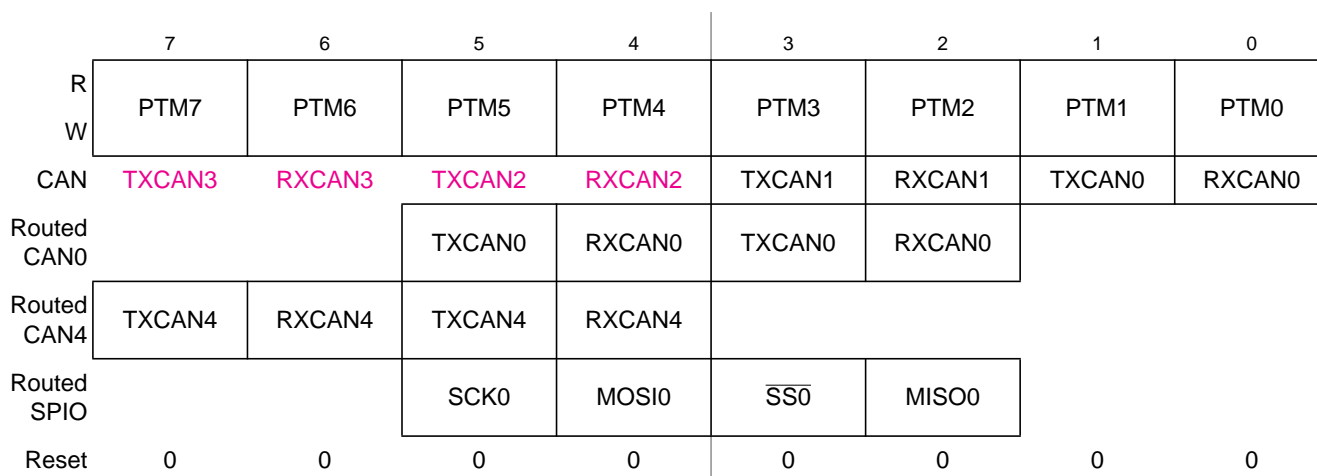 7 6 5 4 3 2 1 0
R
W
PTM7 PTM6 PTM5 PTM4 PTM3 PTM2 PTM1 PTM0
CAN TXCAN3 RXCAN3 TXCAN2 RXCAN2 TXCAN1 RXCAN1 TXCAN0 RXCAN0
Routed
CAN0
TXCAN0 RXCAN0 TXCAN0 RXCAN0
Routed
CAN4
TXCAN4 RXCAN4 TXCAN4 RXCAN4
Routed
SPIO
SCK0 MOSI0 S̅S̅0̅ MISO0
Reset 0 0 0 0 0 0 0 0